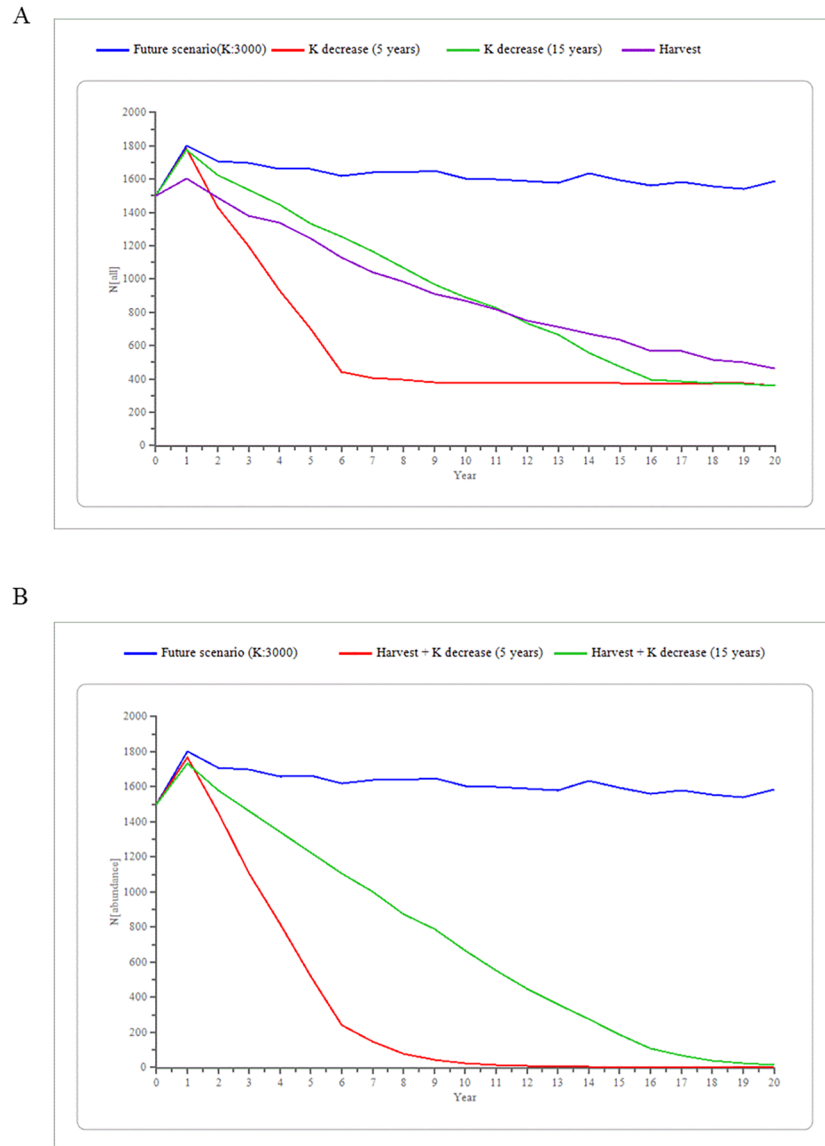 A
Future scenario(K:3000) K decrease (5 years) K decrease (15 years) Harvest
2000
1800
1600
1400
1200
1000
800
600
400
200
0
N[all]
0 1 2 3 4 5 6 7 8 9 10 11 12 13 14 15 16 17 18 19 20
Year
B
Future scenario (K:3000) Harvest + K decrease (5 years) Harvest + K decrease (15 years)
2000
1800
1600
1400
1200
1000
800
600
400
200
0
N[abundance]
0 1 2 3 4 5 6 7 8 9 10 11 12 13 14 15 16 17 18 19 20
Year